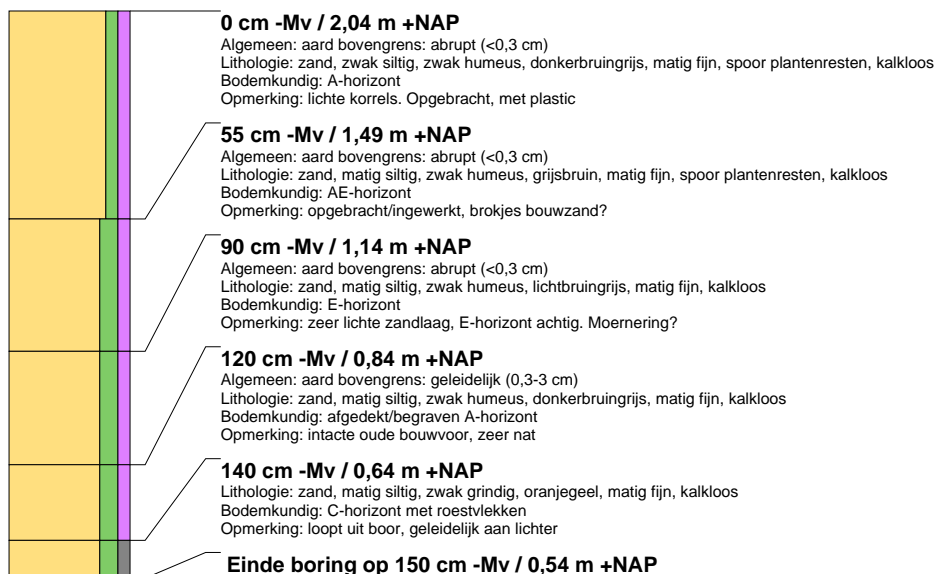 0 cm -Mv / 2,04 m +NAP
Algemeen: aard bovengrens: abrupt (<0,3 cm)
Lithologie: zand, zwak siltig, zwak humeus, donkerbruingrijs, matig fijn, spoor plantenresten, kalkloos
Bodemkundig: A-horizont
Opmerking: lichte korrels. Opgebracht, met plastic
55 cm -Mv / 1,49 m +NAP
Algemeen: aard bovengrens: abrupt (<0,3 cm)
Lithologie: zand, matig siltig, zwak humeus, grijsbruin, matig fijn, spoor plantenresten, kalkloos
Bodemkundig: AE-horizont
Opmerking: opgebracht/ingewerkt, brokjes bouwzand?
90 cm -Mv / 1,14 m +NAP
Algemeen: aard bovengrens: abrupt (<0,3 cm)
Lithologie: zand, matig siltig, zwak humeus, lichtbruingrijs, matig fijn, kalkloos
Bodemkundig: E-horizont
Opmerking: zeer lichte zandlaag, E-horizont achtig. Moernering?
120 cm -Mv / 0,84 m +NAP
Algemeen: aard bovengrens: geleidelijk (0,3-3 cm)
Lithologie: zand, matig siltig, zwak humeus, donkerbruingrijs, matig fijn, kalkloos
Bodemkundig: afgedekt/begraven A-horizont
Opmerking: intacte oude bouwvoor, zeer nat
140 cm -Mv / 0,64 m +NAP
Lithologie: zand, matig siltig, zwak grindig, oranjegeel, matig fijn, kalkloos
Bodemkundig: C-horizont met roestvlekken
Opmerking: loopt uit boor, geleidelijk aan lichter
Einde boring op 150 cm -Mv / 0,54 m +NAP